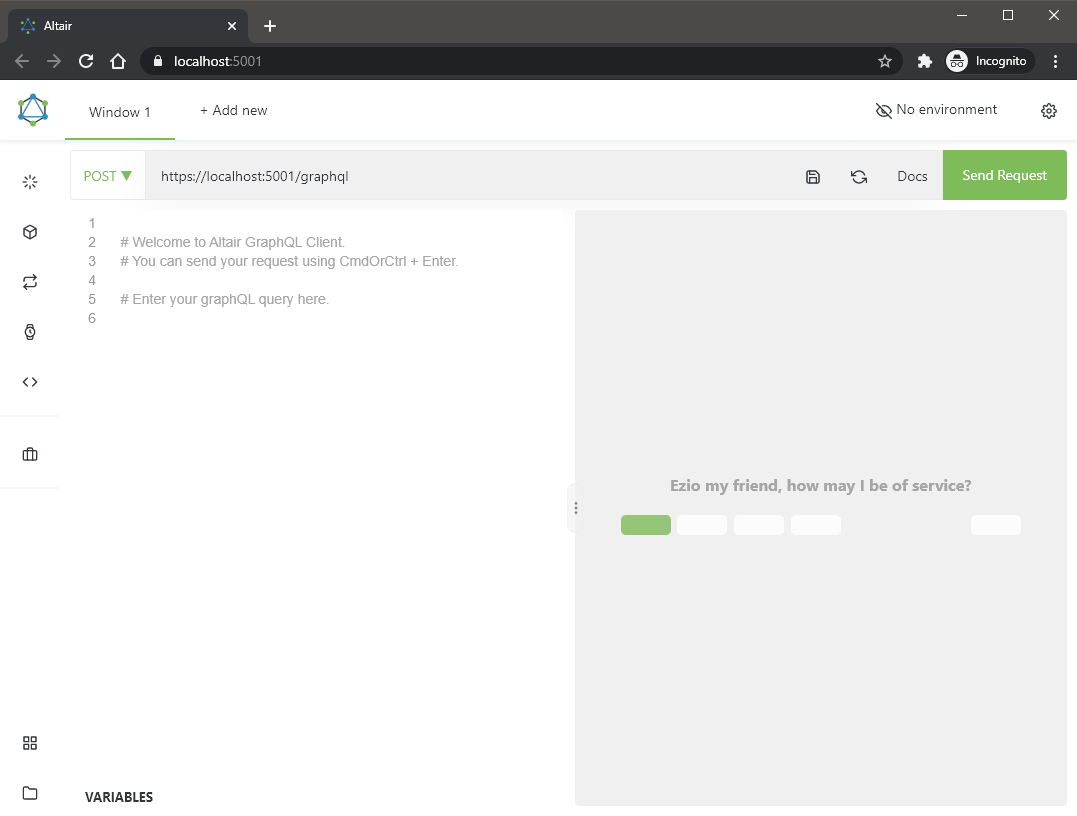 Altair
localhost:5001
Incognito
Window 1
+ Add new
No environment
POST ▼
https://localhost:5001/graphql
Docs
Send Request
1
2 # Welcome to Altair GraphQL Client.
3 # You can send your request using CmdOrCtrl + Enter.
4
5 # Enter your graphQL query here.
6
Ezio my friend, how may I be of service?
VARIABLES